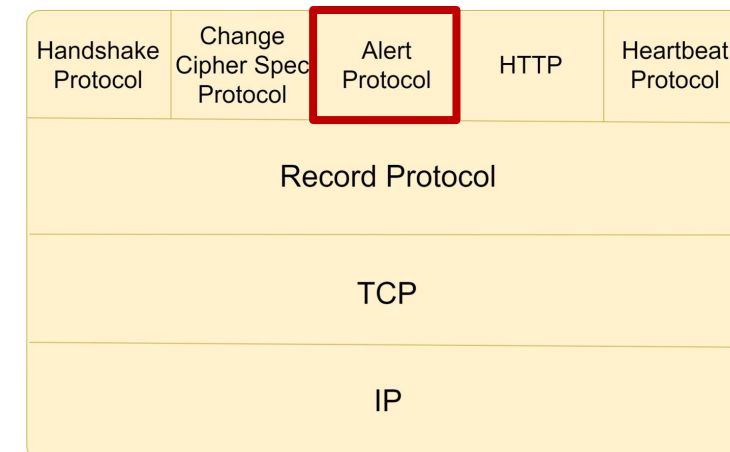 Handshake
Protocol
Change
Cipher Spec
Protocol
Alert
Protocol
HTTP
Heartbeat
Protocol
Record Protocol
TCP
IP